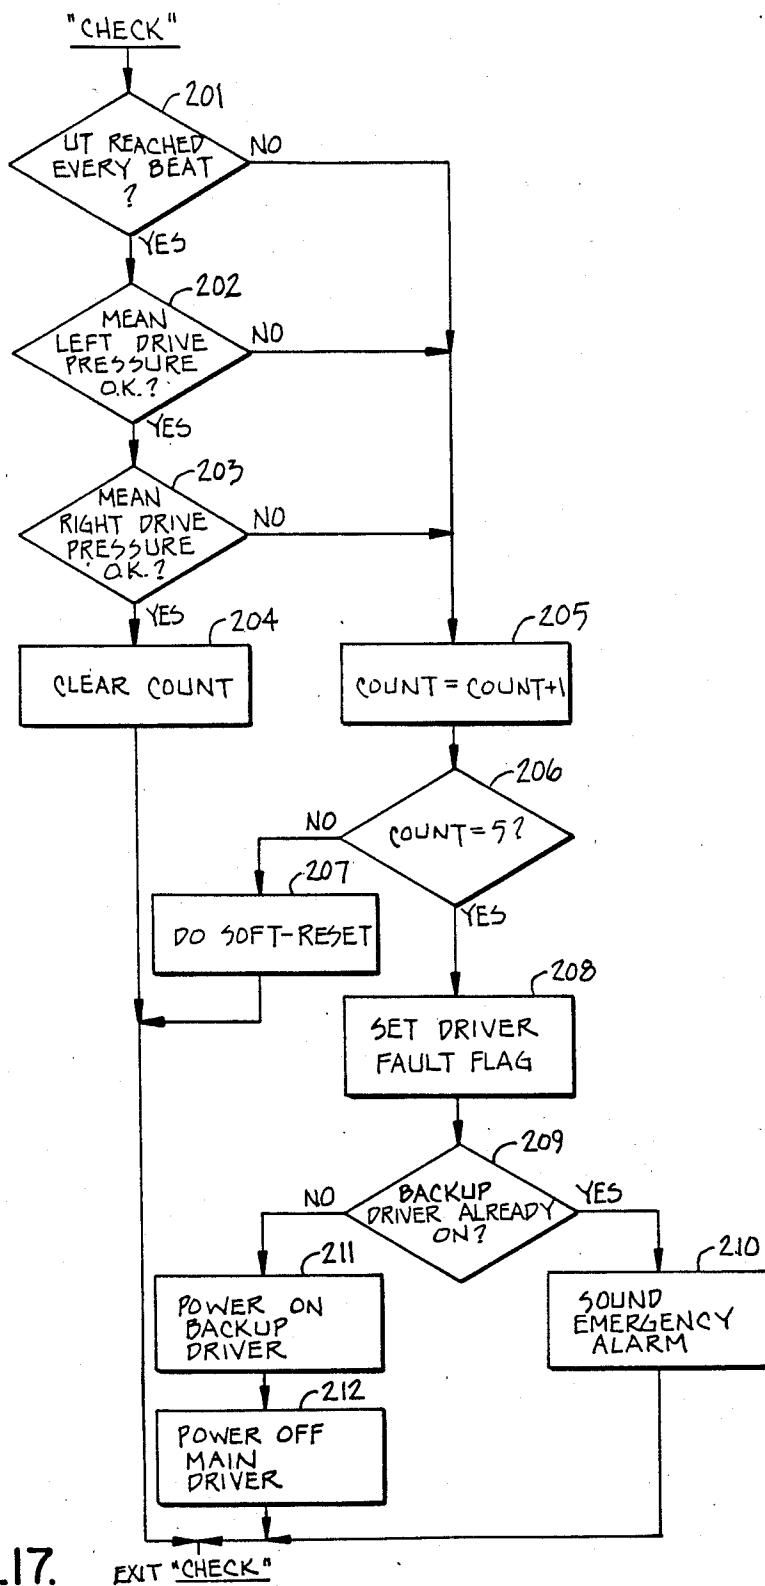 "CHECK"
201
UT REACHED
EVERY BEAT
?
NO
YES
202
MEAN
LEFT DRIVE
PRESSURE
O.K.?
NO
YES
203
MEAN
RIGHT DRIVE
PRESSURE
O.K.?
NO
YES
204
CLEAR COUNT
205
COUNT = COUNT+1
206
COUNT = 5?
NO
YES
207
DO SOFT-RESET
208
SET DRIVER
FAULT FLAG
209
BACKUP
DRIVER ALREADY
ON?
NO
YES
211
POWER ON
BACKUP
DRIVER
210
SOUND
EMERGENCY
ALARM
212
POWER OFF
MAIN
DRIVER
.17.
EXIT "CHECK"